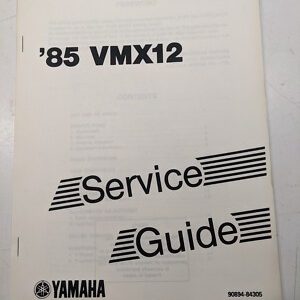 '85 VMX12
Service
Guide
YAMAHA
90894-84305